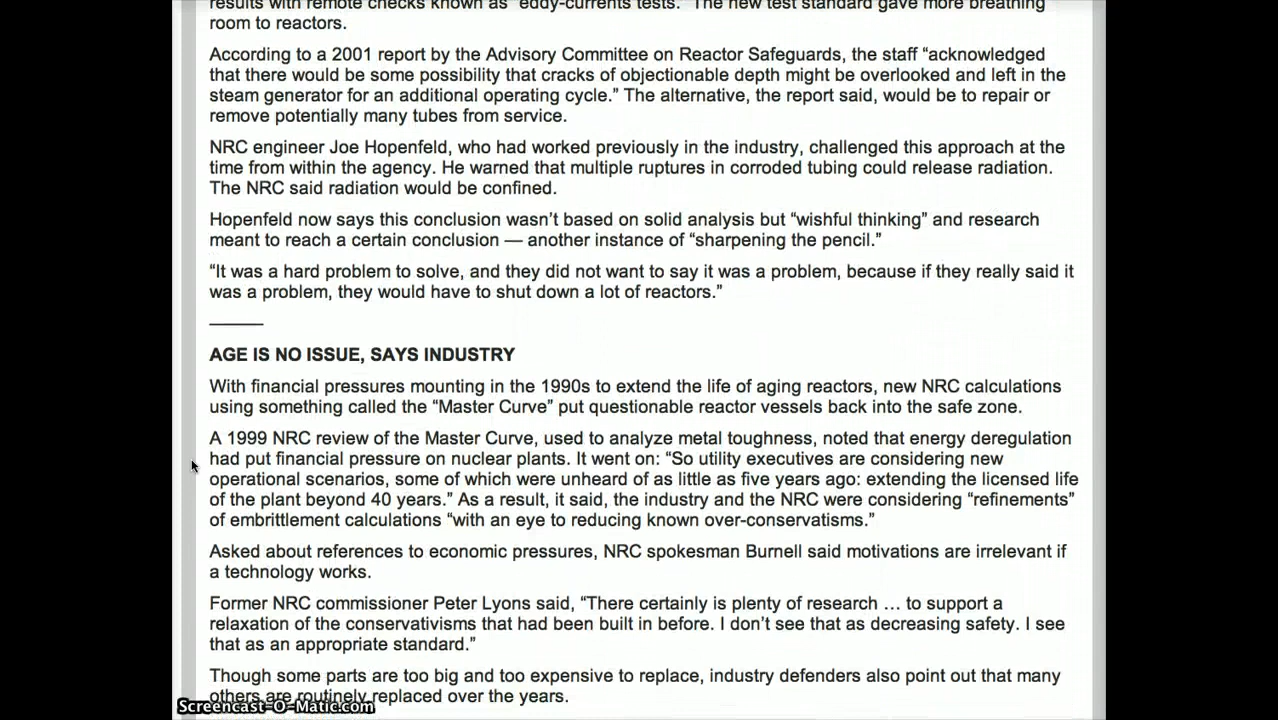 results with remote checks known as "eddy-currents tests." The new test standard gave more breathing
room to reactors.
According to a 2001 report by the Advisory Committee on Reactor Safeguards, the staff “acknowledged
that there would be some possibility that cracks of objectionable depth might be overlooked and left in the
steam generator for an additional operating cycle.” The alternative, the report said, would be to repair or
remove potentially many tubes from service.
NRC engineer Joe Hopenfeld, who had worked previously in the industry, challenged this approach at the
time from within the agency. He warned that multiple ruptures in corroded tubing could release radiation.
The NRC said radiation would be confined.
Hopenfeld now says this conclusion wasn’t based on solid analysis but “wishful thinking” and research
meant to reach a certain conclusion — another instance of “sharpening the pencil.”
“It was a hard problem to solve, and they did not want to say it was a problem, because if they really said it
was a problem, they would have to shut down a lot of reactors.”
AGE IS NO ISSUE, SAYS INDUSTRY
With financial pressures mounting in the 1990s to extend the life of aging reactors, new NRC calculations
using something called the “Master Curve” put questionable reactor vessels back into the safe zone.
A 1999 NRC review of the Master Curve, used to analyze metal toughness, noted that energy deregulation
had put financial pressure on nuclear plants. It went on: “So utility executives are considering new
operational scenarios, some of which were unheard of as little as five years ago: extending the licensed life
of the plant beyond 40 years.” As a result, it said, the industry and the NRC were considering “refinements”
of embrittlement calculations “with an eye to reducing known over-conservatisms.”
Asked about references to economic pressures, NRC spokesman Burnell said motivations are irrelevant if
a technology works.
Former NRC commissioner Peter Lyons said, “There certainly is plenty of research … to support a
relaxation of the conservativisms that had been built in before. I don’t see that as decreasing safety. I see
that as an appropriate standard.”
Though some parts are too big and too expensive to replace, industry defenders also point out that many
others are routinely replaced over the years.
Screencast-O-Matic.com